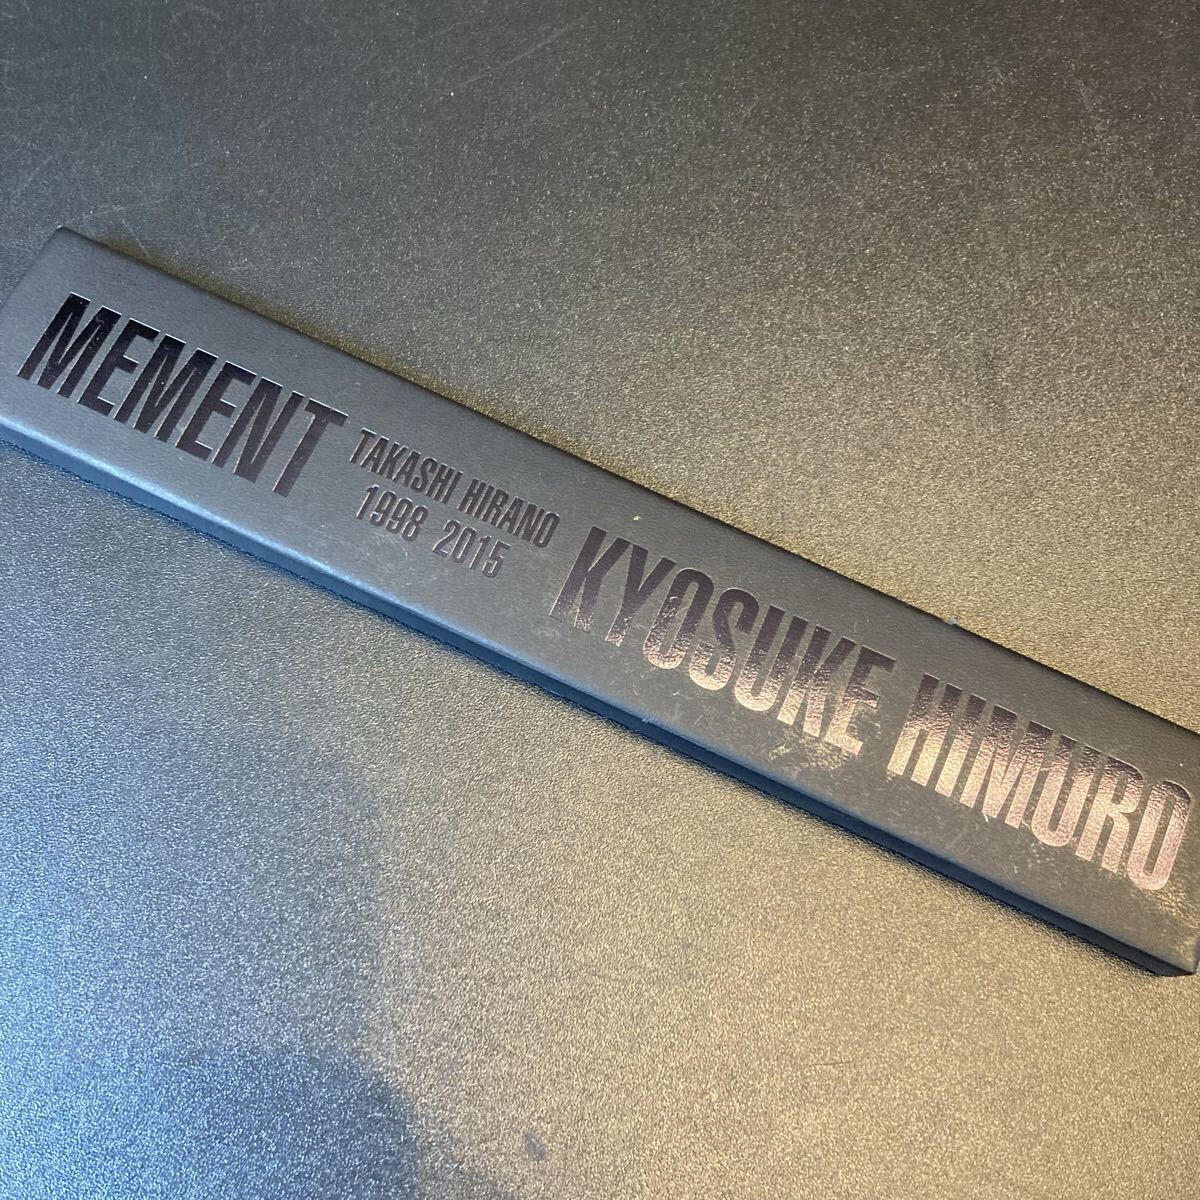 MEMENT
TAKASHI HIRANO
1998 2015
KYOSUKE HIMURO